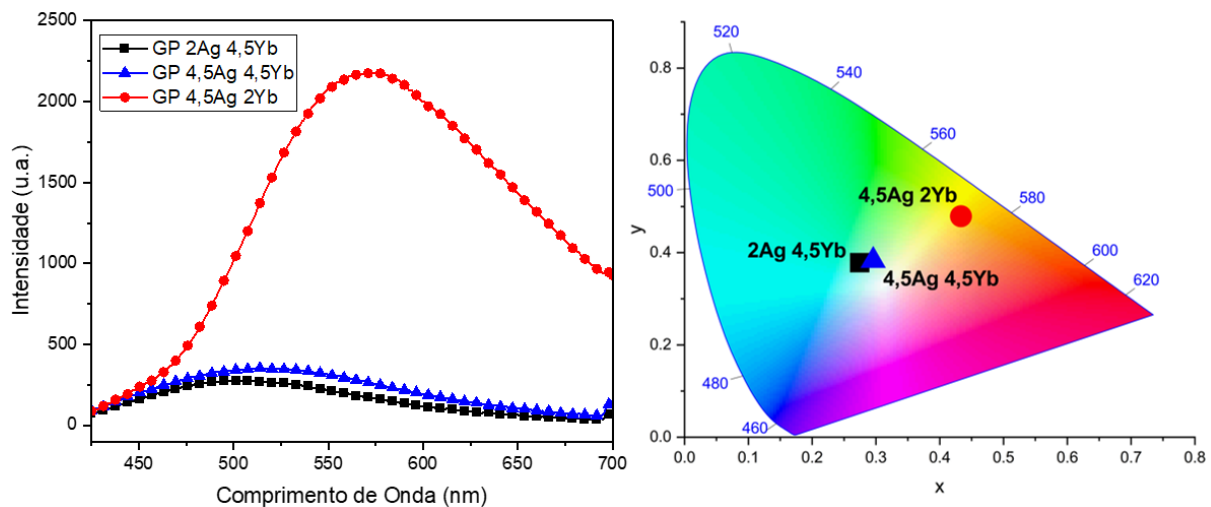 2500
2000
1500
1000
500
0
Intensidade (u.a.)
GP 2Ag 4,5Yb
GP 4,5Ag 4,5Yb
GP 4,5Ag 2Yb
450 500 550 600 650 700
Comprimento de Onda (nm)
0.8
0.6
0.4
0.2
0.0
y
520
540
560
500
580
600
620
480
460
4,5Ag 2Yb
2Ag 4,5Yb
4,5Ag 4,5Yb
0.0 0.1 0.2 0.3 0.4 0.5 0.6 0.7 0.8
x